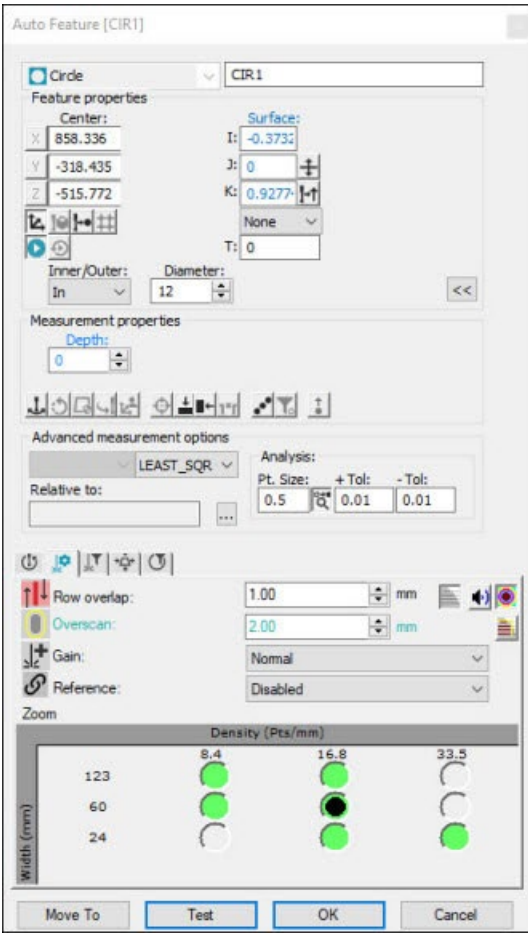 Auto Feature [CIR1]
Circle CIR1
Feature properties
Center: Surface:
X 858.336 I: -0.3732
Y -318.435 J: 0
Z -515.772 K: 0.9277
None
T: 0
Inner/Outer: Diameter:
In 12 <<
Measurement properties
Depth:
0
Advanced measurement options
LEAST_SQR Analysis:
Relative to: Pt. Size: + Tol: - Tol:
0.5 0.01 0.01
...
Row overlap: 1.00 mm
Overscan: 2.00 mm
Gain: Normal
Reference: Disabled
Zoom
Density (Pts/mm)
8.4 16.8 33.5
Width (mm)
123
60
24
Move To Test OK Cancel